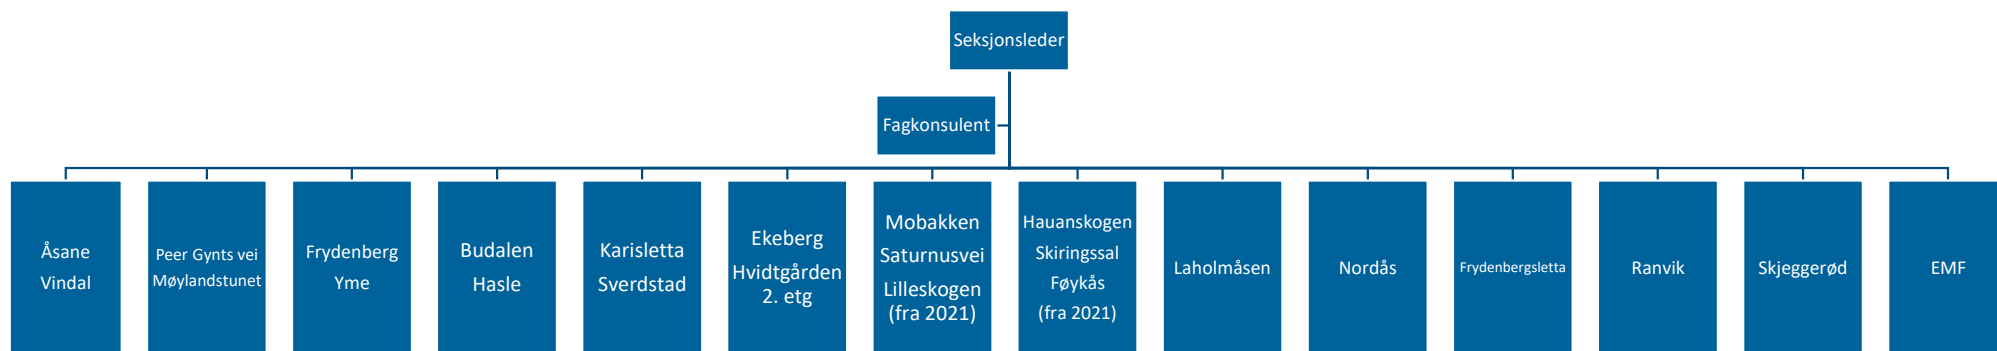 Seksjonsleder
Fagkonsulent
Åsane
Vindal
Peer Gynts vei
Møylandstunet
Frydenberg
Yme
Budalen
Hasle
Karisletta
Sverdstad
Ekeberg
Hvidtgården
2. etg
Mobakken
Saturnusvei
Lilleskogen
(fra 2021)
Hauanskogen
Skiringssal
Føykås
(fra 2021)
Laholmåsen
Nordås
Frydenbergsletta
Ranvik
Skjeggerød
EMF